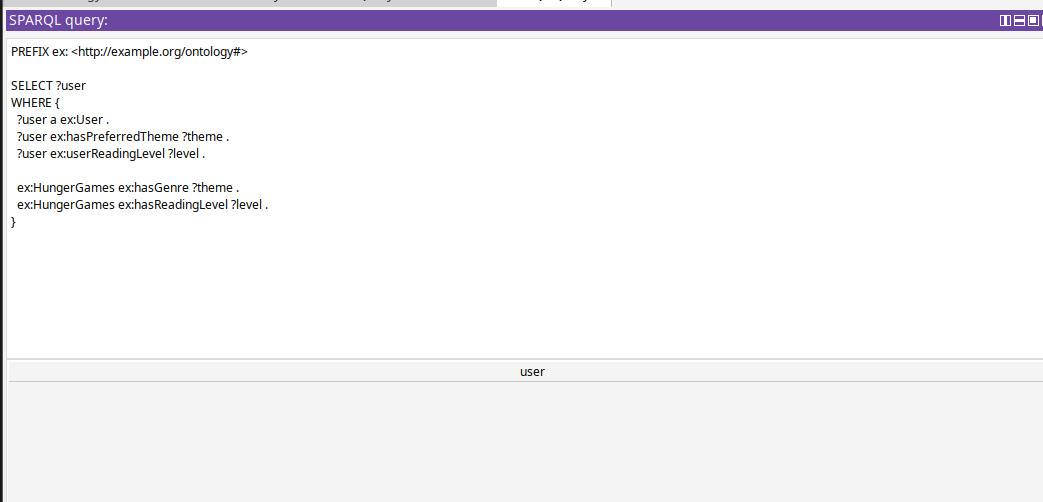 SPARQL query:
PREFIX ex: <http://example.org/ontology#>
SELECT ?user
WHERE {
?user a ex:User .
?user ex:hasPreferredTheme ?theme .
?user ex:userReadingLevel ?level .
ex:HungerGames ex:hasGenre ?theme .
ex:HungerGames ex:hasReadingLevel ?level .
}
user